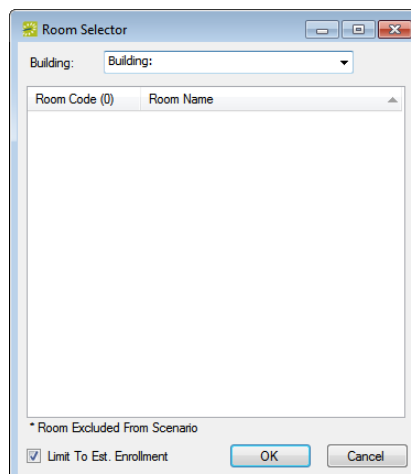 Room Selector
Building: Building:
Room Code (0) Room Name
* Room Excluded From Scenario
Limit To Est. Enrollment OK Cancel